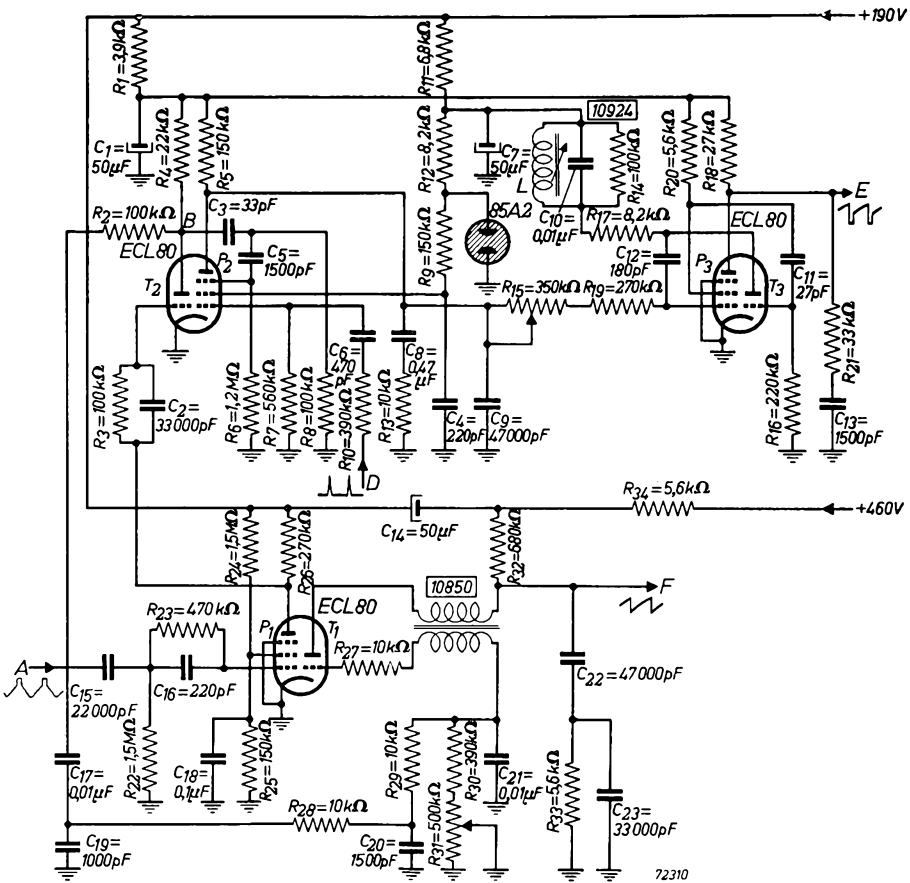 +190V
R1=3,9kΩ
R11=6,8kΩ
10924
C1=
50μF
R4=22kΩ
R5=150kΩ
R12=8,2kΩ
C7=
50μF
L
R14=100kΩ
R20=5,6kΩ
R18=27kΩ
E
R2=100kΩ
B
C3=33pF
85A2
C10=
0,01μF
R17=8,2kΩ
ECL80
ECL80
P2
C5=
1500pF
R9=150kΩ
C12=
180pF
P3
C11=
27pF
T2
T3
R15=350kΩ
R19=270kΩ
C6=
470
pF
C8=
0,47
μF
R21=33kΩ
R3=100kΩ
C2=
33000pF
R6=1,2MΩ
R7=560kΩ
R8=100kΩ
R10=390kΩ
R13=10kΩ
C4=
220pF
C9=
47000pF
R16=220kΩ
C13=
1500pF
D
R34=5,6kΩ
+460V
C14=50μF
R24=1,5MΩ
R26=270kΩ
R32=680kΩ
10850
F
R23=470kΩ
P1
ECL80
T1
A
R27=10kΩ
C15=
22000pF
C16=220pF
C22=47000pF
R22=1,5MΩ
C17=
0,01μF
C18=
0,1μF
R25=150kΩ
R29=10kΩ
R30=390kΩ
C21=
0,01μF
R28=10kΩ
R31=500kΩ
R33=5,6kΩ
C23=
33000pF
C19=
1000pF
C20=
1500pF
72310